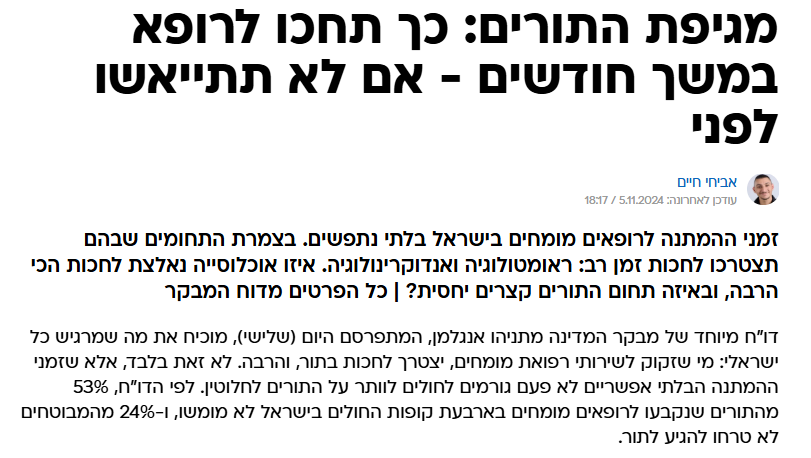 מגיפת התורים: כך תחכו לרופא
במשך חודשים - אם לא תתייאשו
לפני
אביחי חיים
עודכן לאחרונה: 5.11.2024 / 18:17
זמני ההמתנה לרופאים מומחים בישראל בלתי נתפשים. בצמרת התחומים שבהם
תצטרכו לחכות זמן רב: ראומטולוגיה ואנדוקרינולוגיה. איזו אוכלוסייה נאלצת לחכות הכי
הרבה, ובאיזה תחום התורים קצרים יחסית? | כל הפרטים מדוח המבקר
דו"ח מיוחד של מבקר המדינה מתניהו אנגלמן, המתפרסם היום (שלישי), מוכיח את מה שמרגיש כל
ישראלי: מי שזקוק לשירותי רפואת מומחים, יצטרך לחכות בתור, והרבה. לא זאת בלבד, אלא שזמני
ההמתנה הבלתי אפשריים לא פעם גורמים לחולים לוותר על התורים לחלוטין. לפי הדו"ח, 53%
מהתורים שנקבעו לרופאים מומחים בארבעת קופות החולים בישראל לא מומשו, ו-24% מהמבוטחים
לא טרחו להגיע לתור.